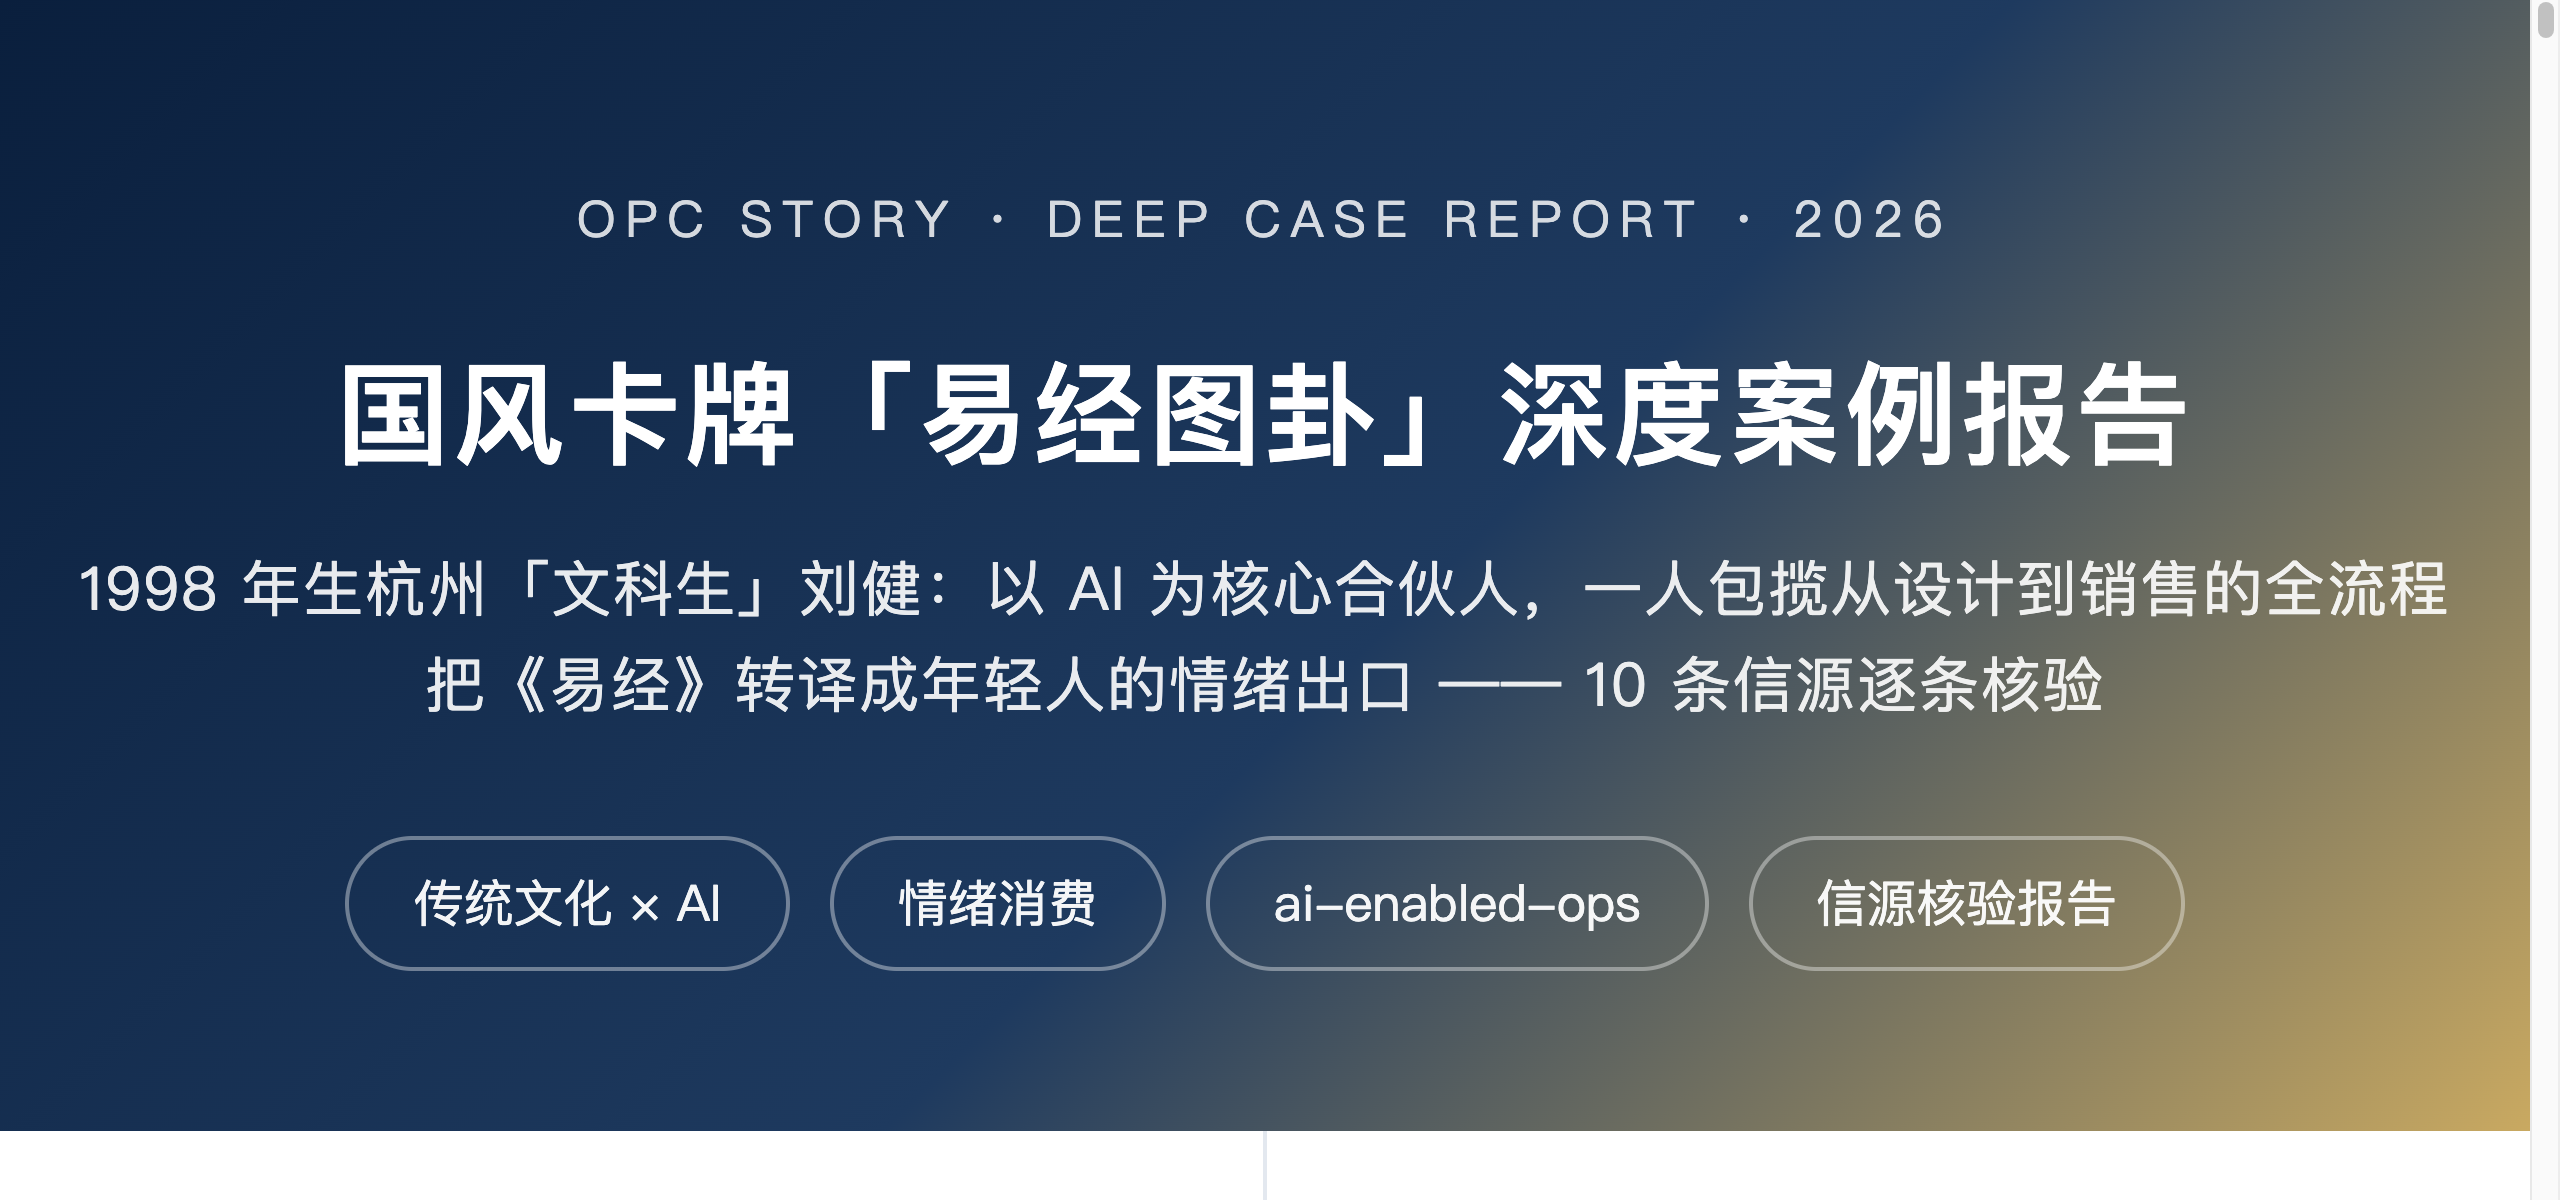 OPC STORY · DEEP CASE REPORT · 2026
国风卡牌「易经图卦」深度案例报告
1998 年生杭州「文科生」刘健：以 AI 为核心合伙人，一人包揽从设计到销售的全流程
把《易经》转译成年轻人的情绪出口 —— 10 条信源逐条核验
传统文化 × AI
情绪消费
ai-enabled-ops
信源核验报告